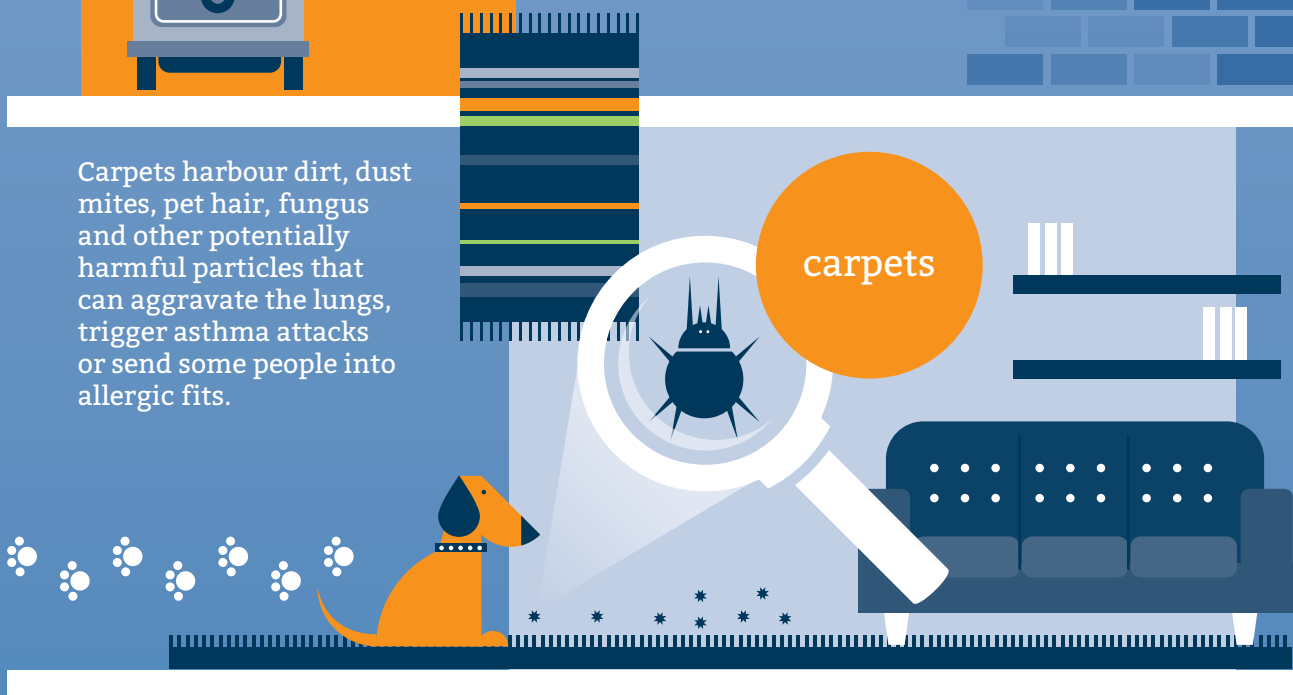 Carpets harbour dirt, dust
mites, pet hair, fungus
and other potentially
harmful particles that
can aggravate the lungs,
trigger asthma attacks
or send some people into
allergic fits.
carpets